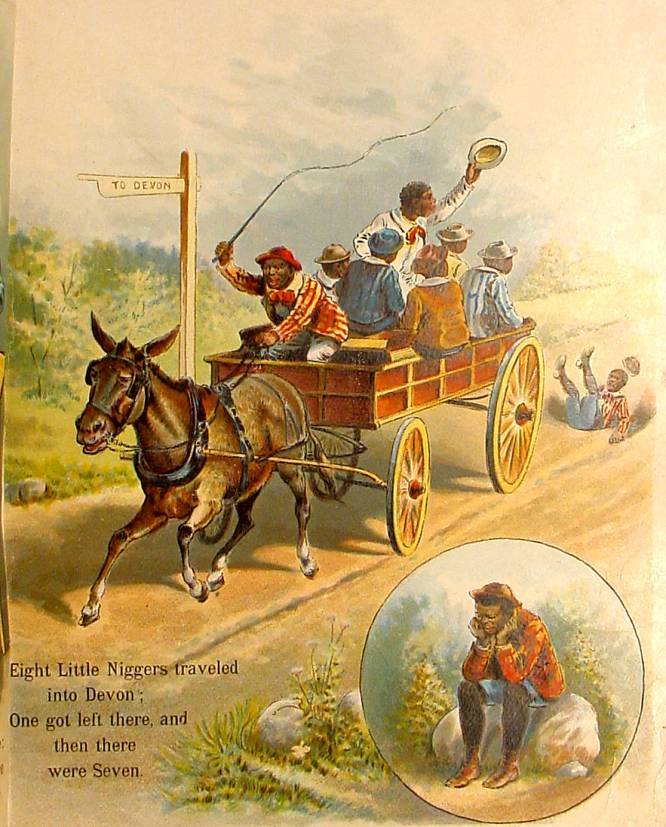 TO DEVON
Eight Little Niggers traveled
into Devon;
One got left there, and
then there
were Seven.